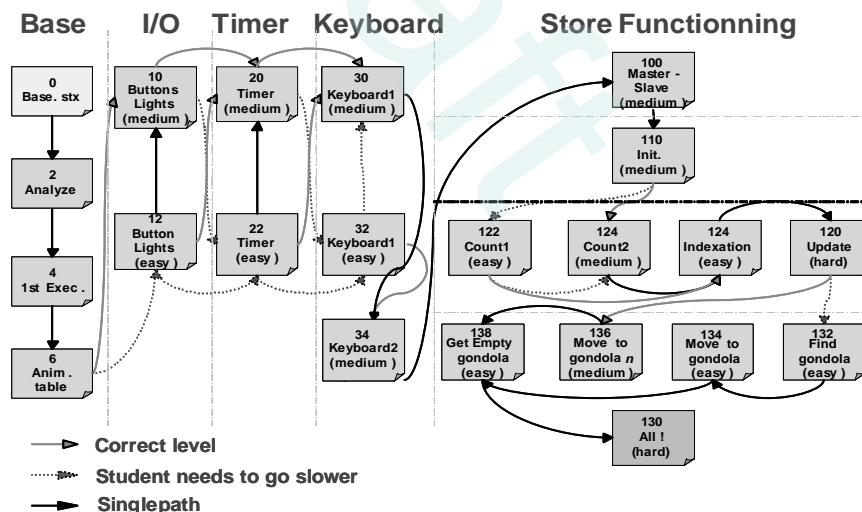 Base I/O Timer Keyboard Store Functionning
0
Base. stx
2
Analyze
4
1st Exec .
6
Anim .
table
10
Buttons
Lights
(medium )
12
Button
Lights
(easy )
20
Timer
(medium )
22
Timer
(easy )
30
Keyboard1
(medium )
32
Keyboard1
(easy )
34
Keyboard2
(medium )
100
Master -
Slave
(medium )
110
Init.
(medium )
122
Count1
(easy )
124
Count2
(medium )
124
Indexation
(easy )
120
Update
(hard)
138
Get Empty
gondola
(easy )
136
Move to
gondola n
(medium )
134
Move to
gondola
(easy )
132
Find
gondola
(easy )
130
All !
(hard)
Correct level
Student needs to go slower
Singlepath